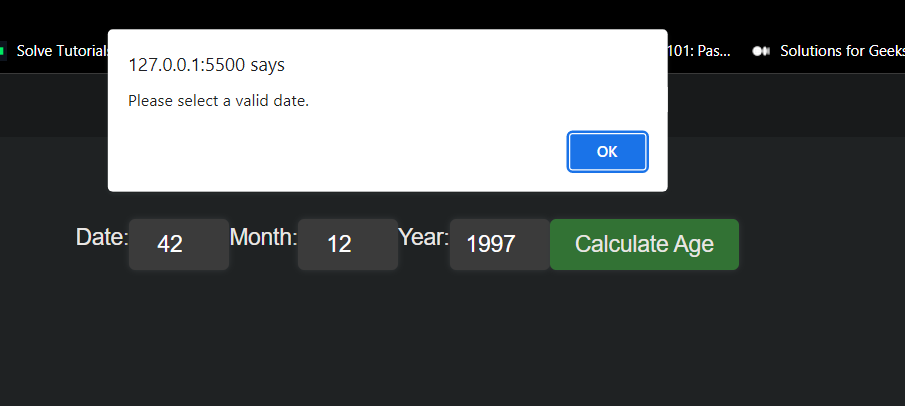 Solve Tutorials
101: Pas...
Solutions for Geeks
127.0.0.1:5500 says
Please select a valid date.
OK
Date: 42 Month: 12 Year: 1997 Calculate Age